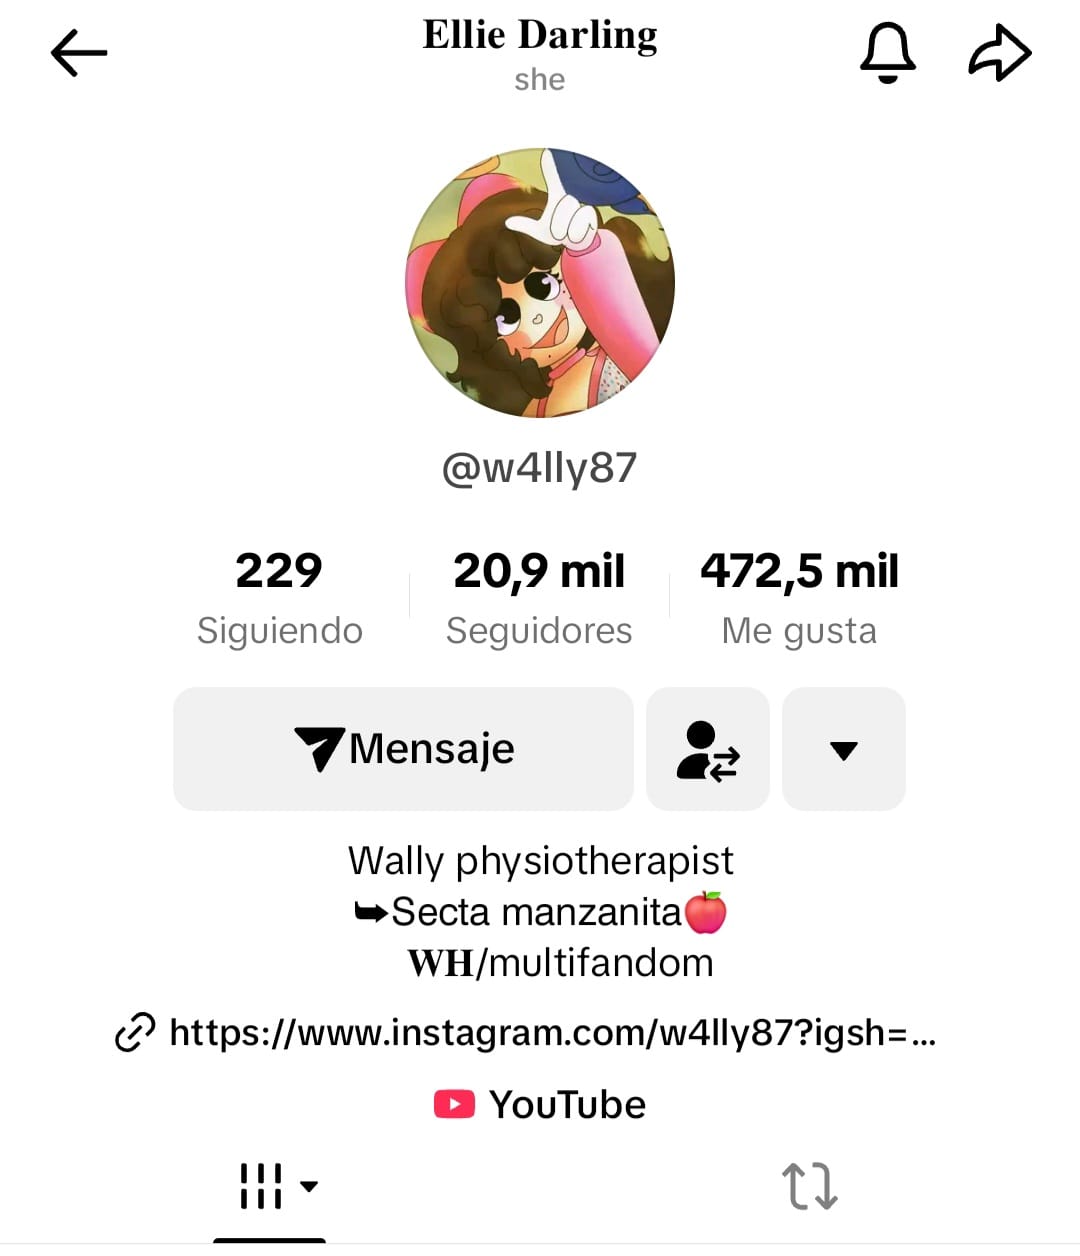 Ellie Darling
she
@w4lly87
229 20,9 mil 472,5 mil
Siguiendo Seguidores Me gusta
Mensaje
Wally physiotherapist
➥Secta manzanita🍎
𝐖𝐇/multifandom
https://www.instagram.com/w4lly87?igsh=...
YouTube